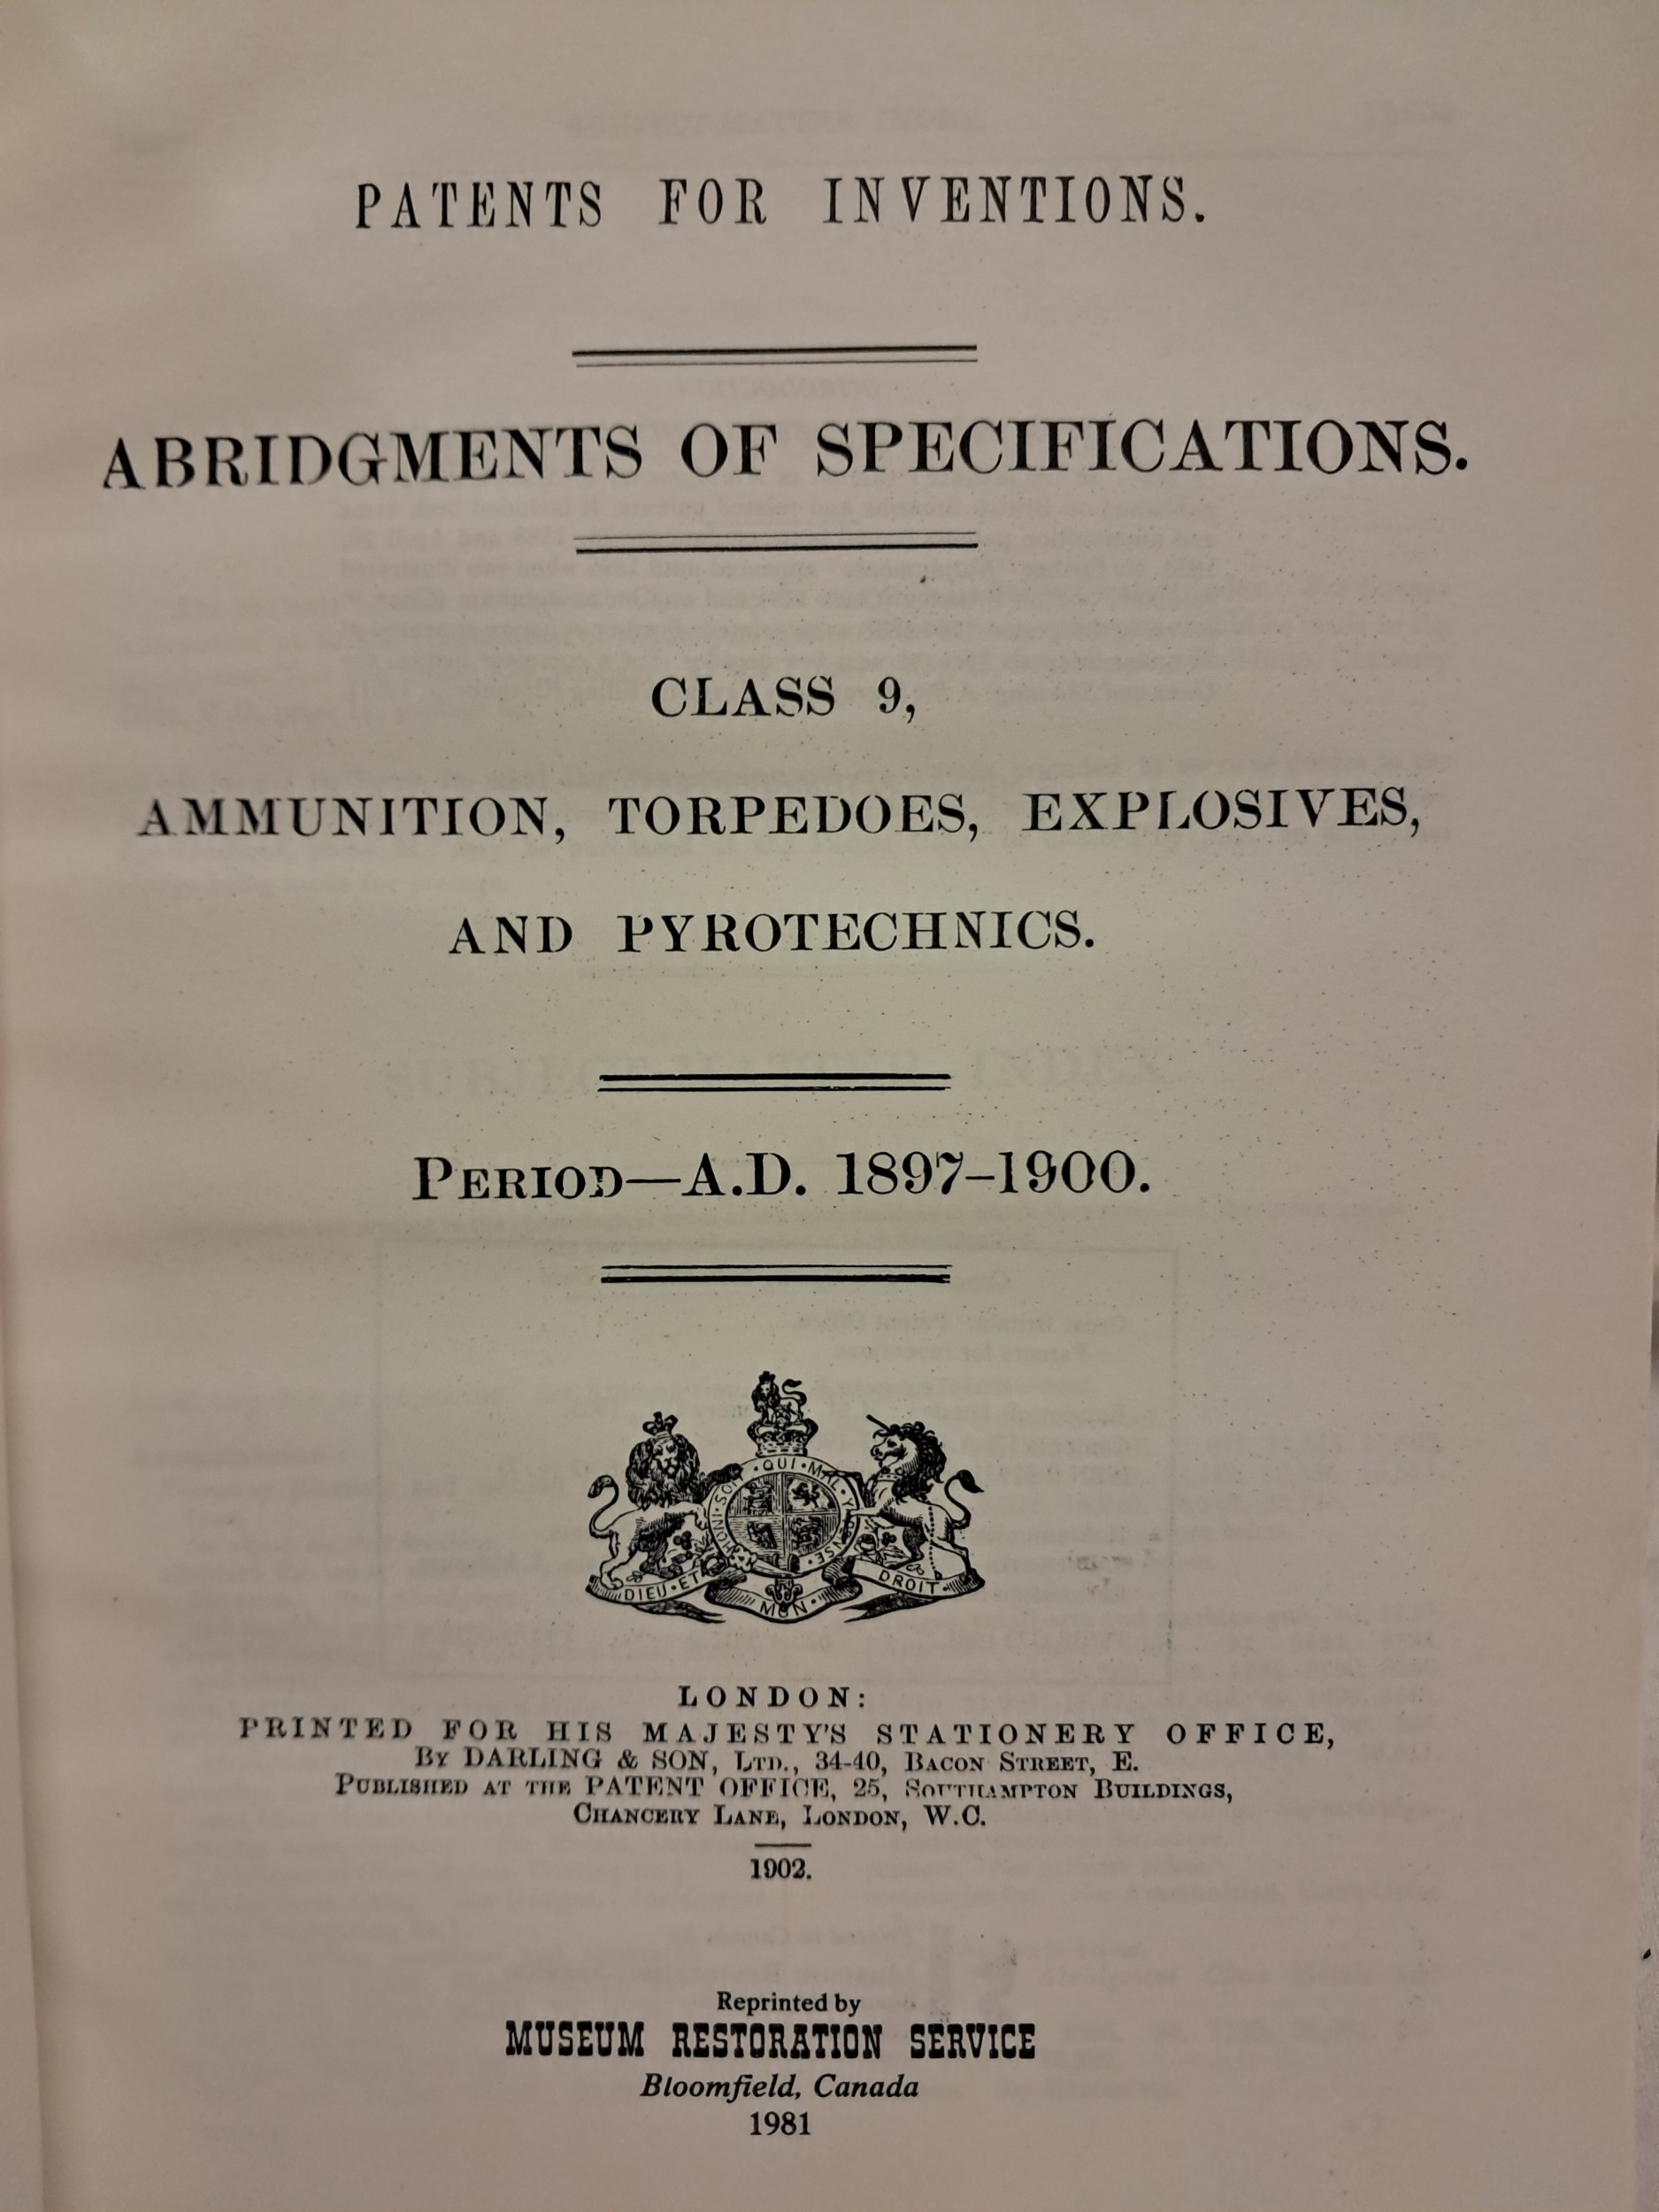 PATENTS FOR INVENTIONS.
ABRIDGMENTS OF SPECIFICATIONS.
CLASS 9,
AMMUNITION, TORPEDOES, EXPLOSIVES,
AND PYROTECHNICS.
PERIOD—A.D. 1897–1900.
HONI·SOI QUI·MAL·Y PENSE
DIEU·ET MON· DROIT
LONDON:
PRINTED FOR HIS MAJESTY'S STATIONERY OFFICE,
BY DARLING & SON, LTD., 34-40, BACON STREET, E.
PUBLISHED AT THE PATENT OFFICE, 25, SOUTHAMPTON BUILDINGS,
CHANCERY LANE, LONDON, W.C.
1902.
Reprinted by
MUSEUM RESTORATION SERVICE
Bloomfield, Canada
1981